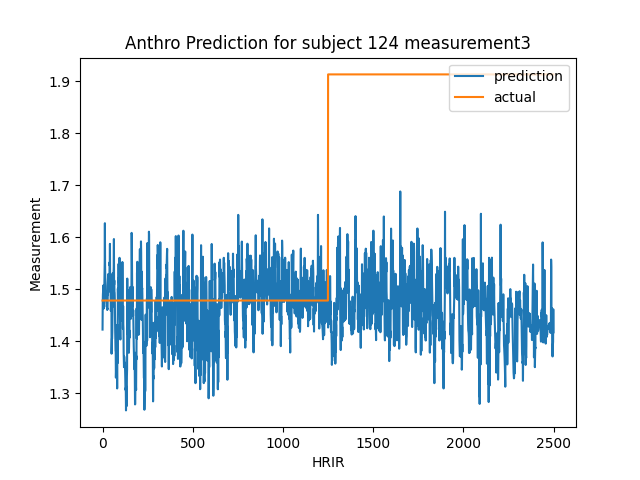 Anthro Prediction for subject 124 measurement3
prediction
actual
Measurement
1.9
1.8
1.7
1.6
1.5
1.4
1.3
0 500 1000 1500 2000 2500
HRIR